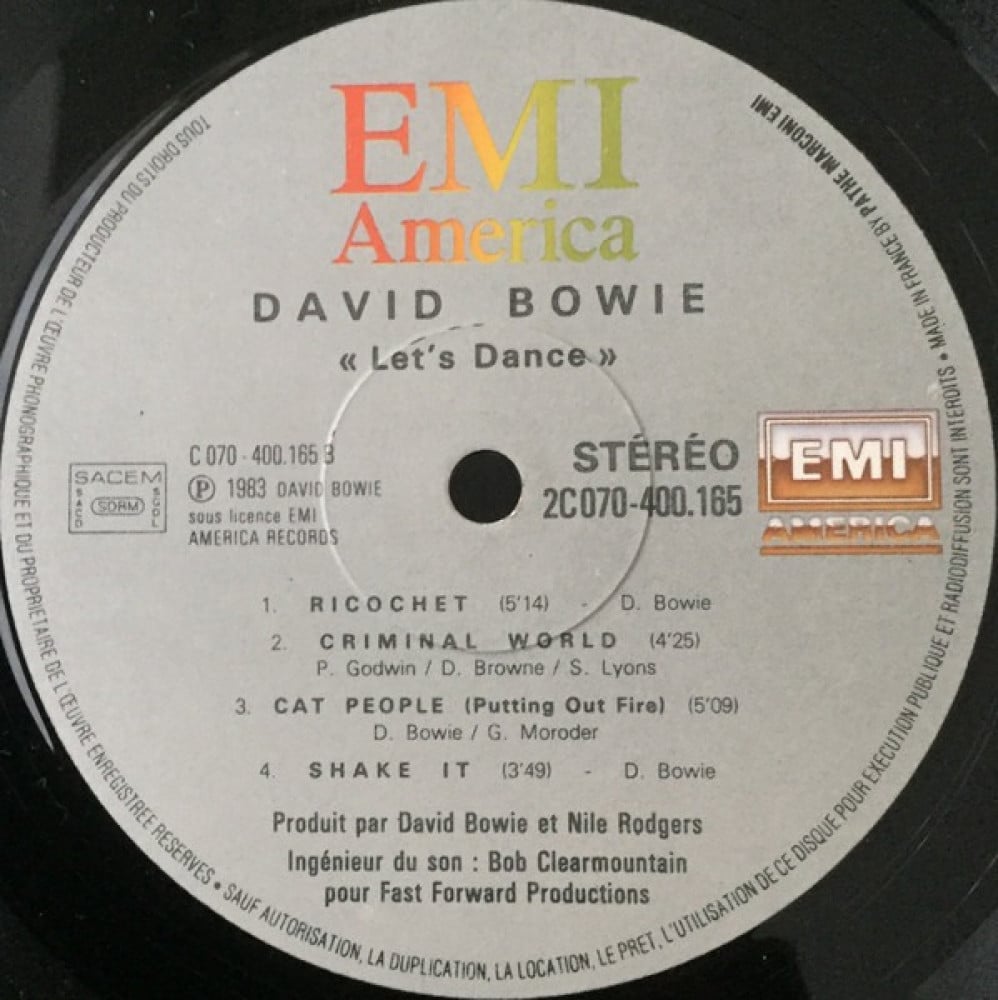 EMI
America
DAVID BOWIE
« Let's Dance »
C 070 - 400.165 B
Ⓟ 1983 DAVID BOWIE
sous licence EMI
AMERICA RECORDS
SACEM
SACD
SDRM
SGDL
STÉRÉO
2C070-400.165
EMI
AMERICA
1. RICOCHET (5'14) - D. Bowie
2. CRIMINAL WORLD (4'25)
P. Godwin / D. Browne / S. Lyons
3. CAT PEOPLE (Putting Out Fire) (5'09)
D. Bowie / G. Moroder
4. SHAKE IT (3'49) - D. Bowie
Produit par David Bowie et Nile Rodgers
Ingénieur du son : Bob Clearmountain
pour Fast Forward Productions
TOUS DROITS DU PRODUCTEUR DE L'ŒUVRE PHONOGRAPHIQUE ET DU PROPRIETAIRE DE L'ŒUVRE ENREGISTREE RESERVES • SAUF AUTORISATION, LA DUPLICATION, LA LOCATION, LE PRET, L'UTILISATION DE CE DISQUE POUR EXECUTION PUBLIQUE ET RADIODIFFUSION SONT INTERDITS • MADE IN FRANCE BY PATHE MARCONI EMI